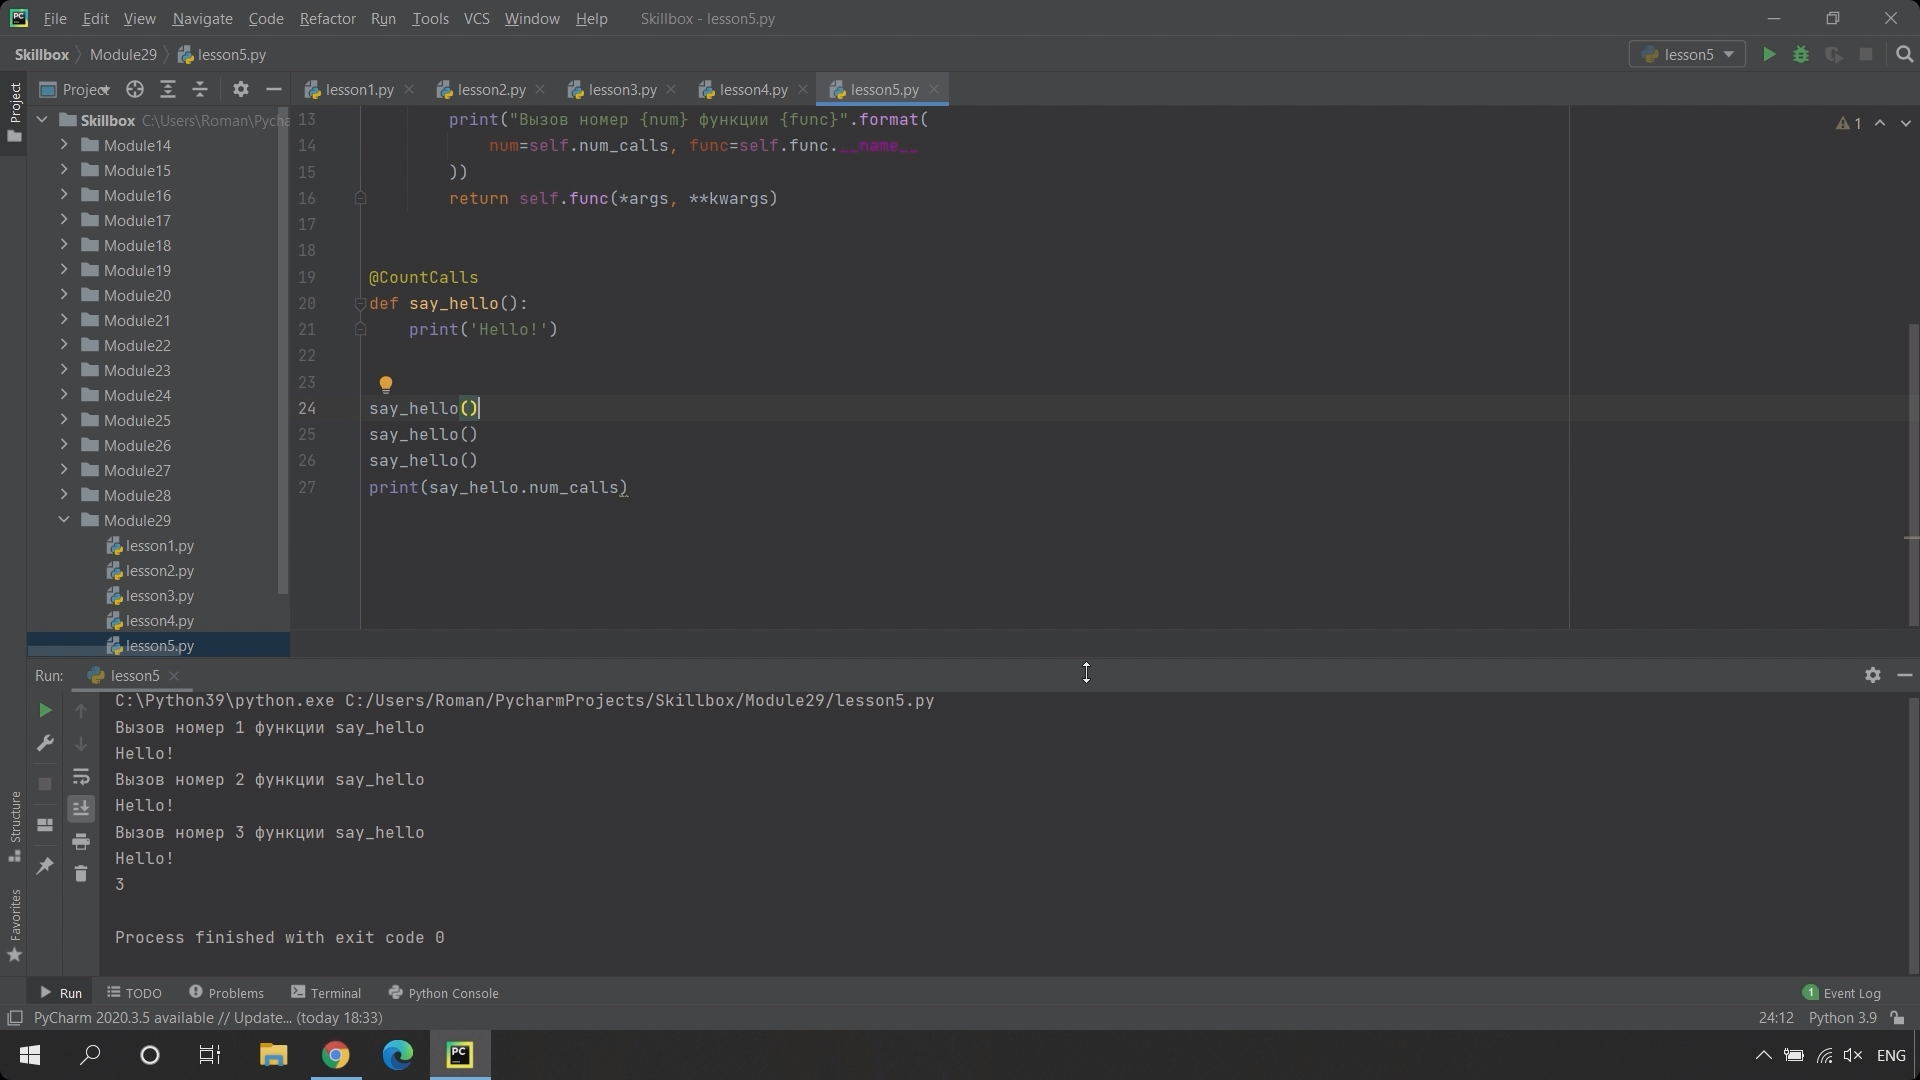 File Edit View Navigate Code Refactor Run Tools VCS Window Help Skillbox - lesson5.py
Skillbox Module29 lesson5.py
lesson5
Project
Project
lesson1.py lesson2.py lesson3.py lesson4.py lesson5.py
Skillbox C:\Users\Roman\Pycha
Module14
Module15
Module16
Module17
Module18
Module19
Module20
Module21
Module22
Module23
Module24
Module25
Module26
Module27
Module28
Module29
lesson1.py
lesson2.py
lesson3.py
lesson4.py
lesson5.py
13 print("Вызов номер {num} функции {func}".format(
14 num=self.num_calls, func=self.func.__name__
15 ))
16 return self.func(*args, **kwargs)
17
18
19 @CountCalls
20 def say_hello():
21 print('Hello!')
22
23
24 say_hello()
25 say_hello()
26 say_hello()
27 print(say_hello.num_calls)
1
Run: lesson5
C:\Python39\python.exe C:/Users/Roman/PycharmProjects/Skillbox/Module29/lesson5.py
Вызов номер 1 функции say_hello
Hello!
Вызов номер 2 функции say_hello
Hello!
Вызов номер 3 функции say_hello
Hello!
3
Process finished with exit code 0
Structure
Favorites
Run TODO Problems Terminal Python Console
1 Event Log
PyCharm 2020.3.5 available // Update... (today 18:33)
24:12 Python 3.9
ENG